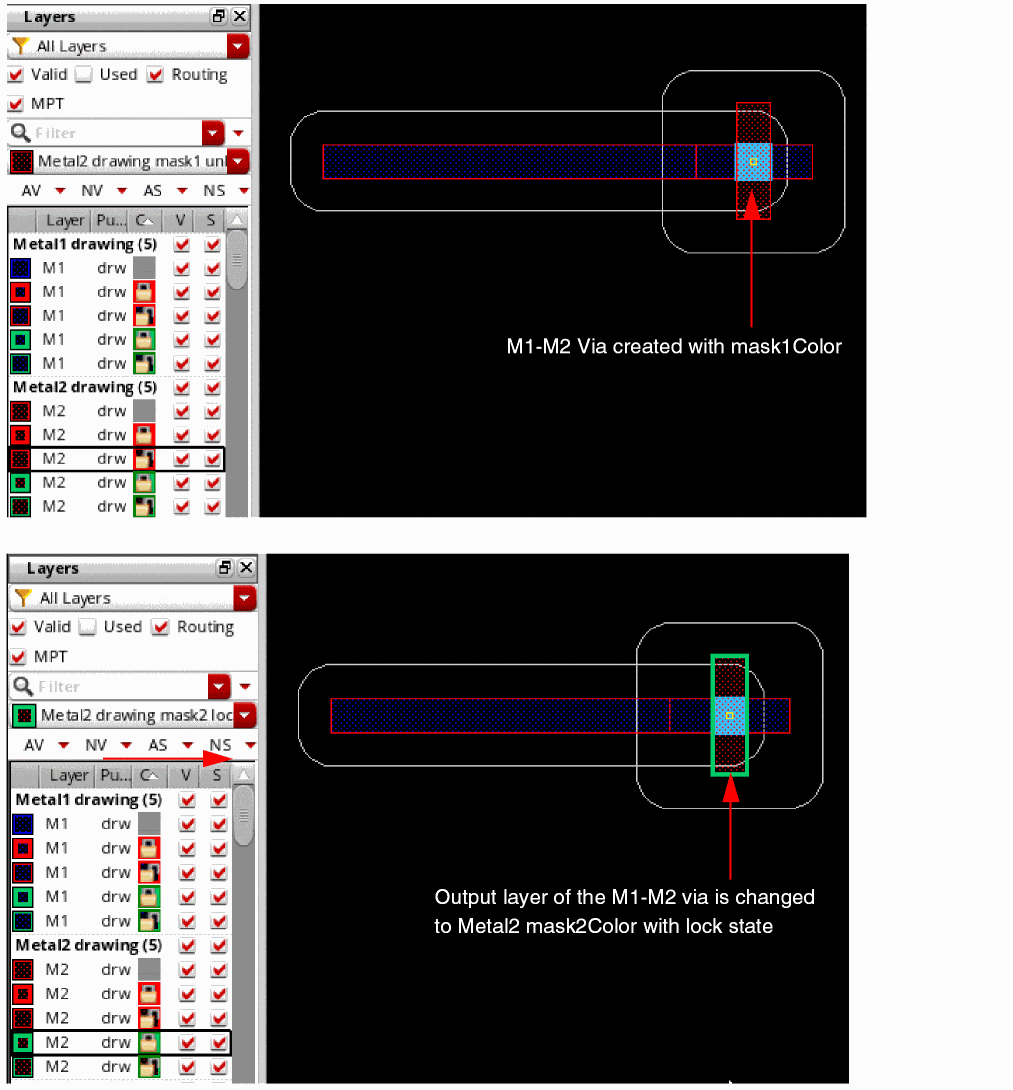 Layers
All Layers
Valid Used Routing
MPT
Filter
Metal2 drawing mask1 unl
AV NV AS NS
Layer Pu... C V S
Metal1 drawing (5)
M1 drw
M1 drw
M1 drw
M1 drw
M1 drw
Metal2 drawing (5)
M2 drw
M2 drw
M2 drw
M2 drw
M2 drw
M1-M2 Via created with mask1Color
Layers
All Layers
Valid Used Routing
MPT
Filter
Metal2 drawing mask2 loc
AV NV AS NS
Layer Pu... C V S
Metal1 drawing (5)
M1 drw
M1 drw
M1 drw
M1 drw
M1 drw
Metal2 drawing (5)
M2 drw
M2 drw
M2 drw
M2 drw
M2 drw
Output layer of the M1-M2 via is changed
to Metal2 mask2Color with lock state